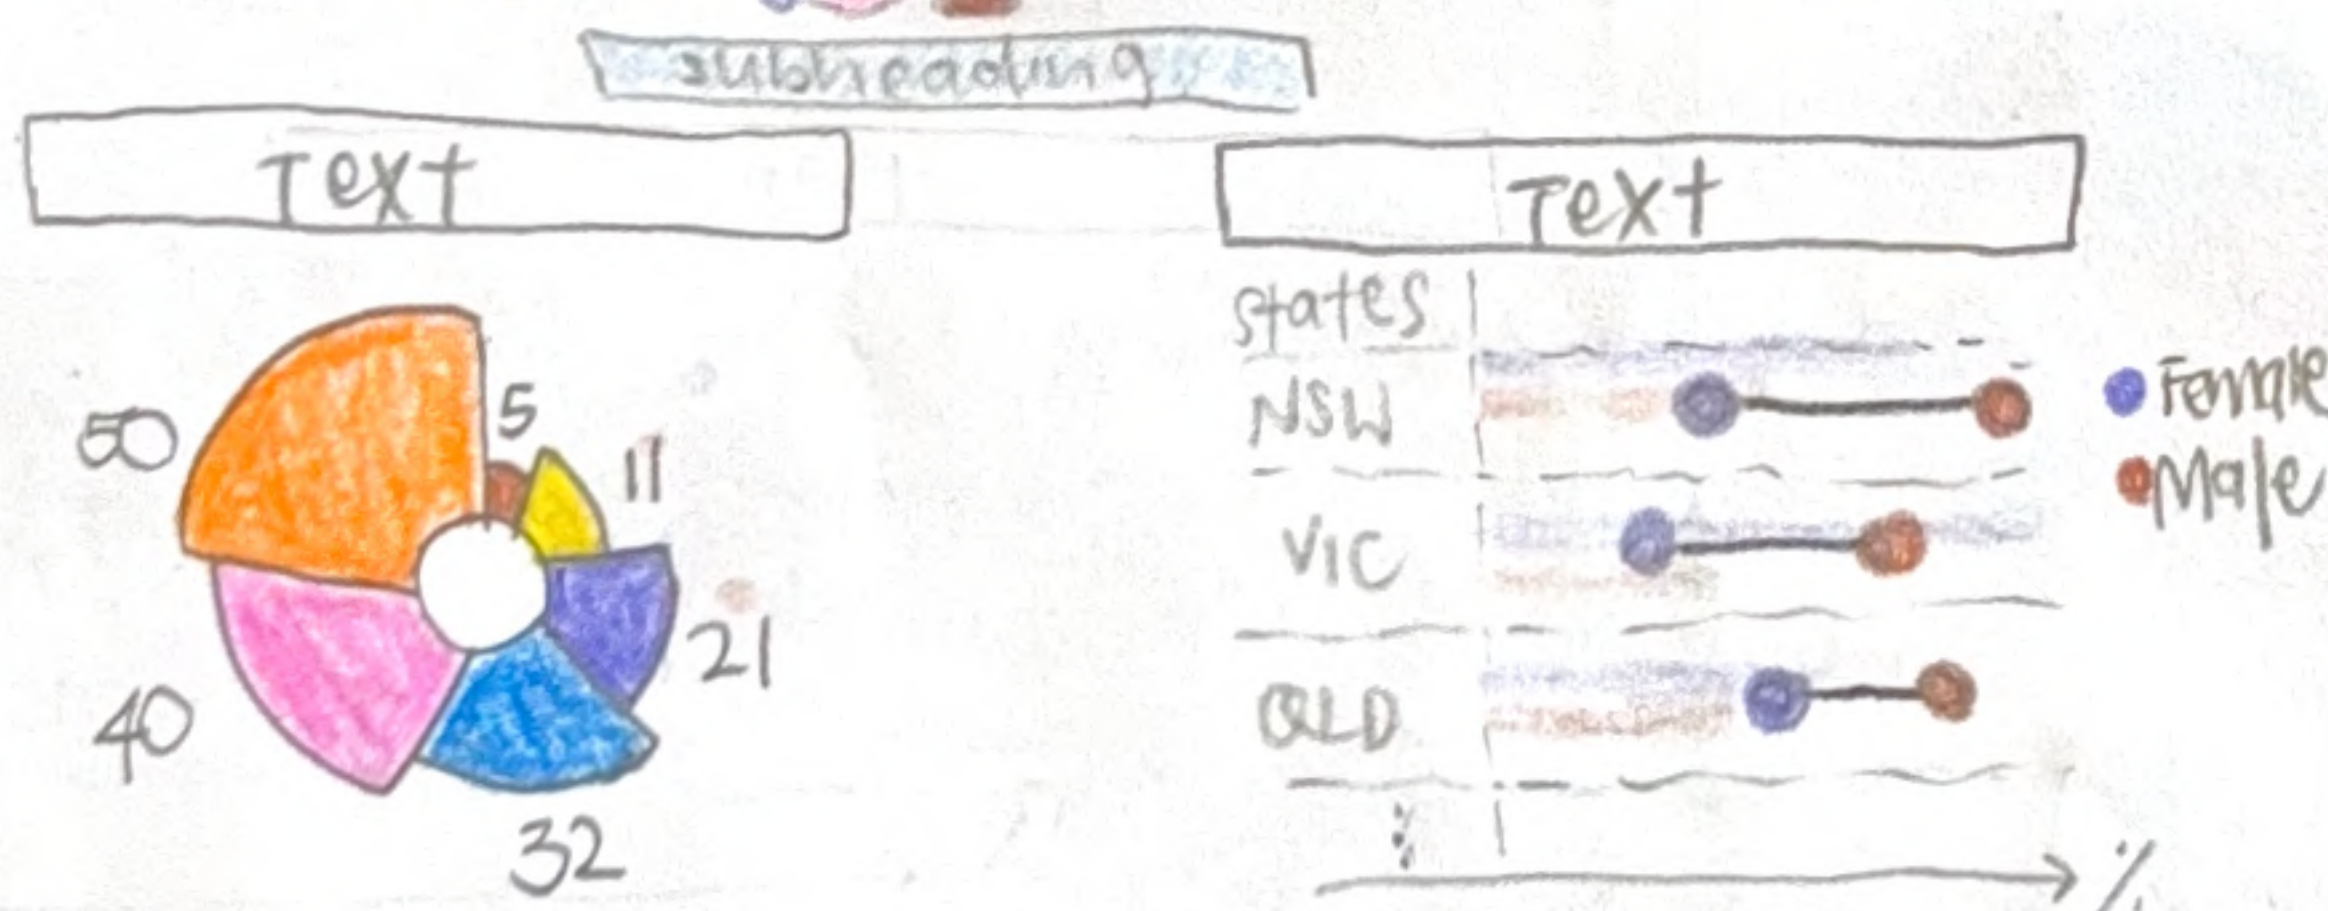 subheading
Text
Text
50
5
11
21
40
32
States
NSW
VIC
QLD
Female
Male
%